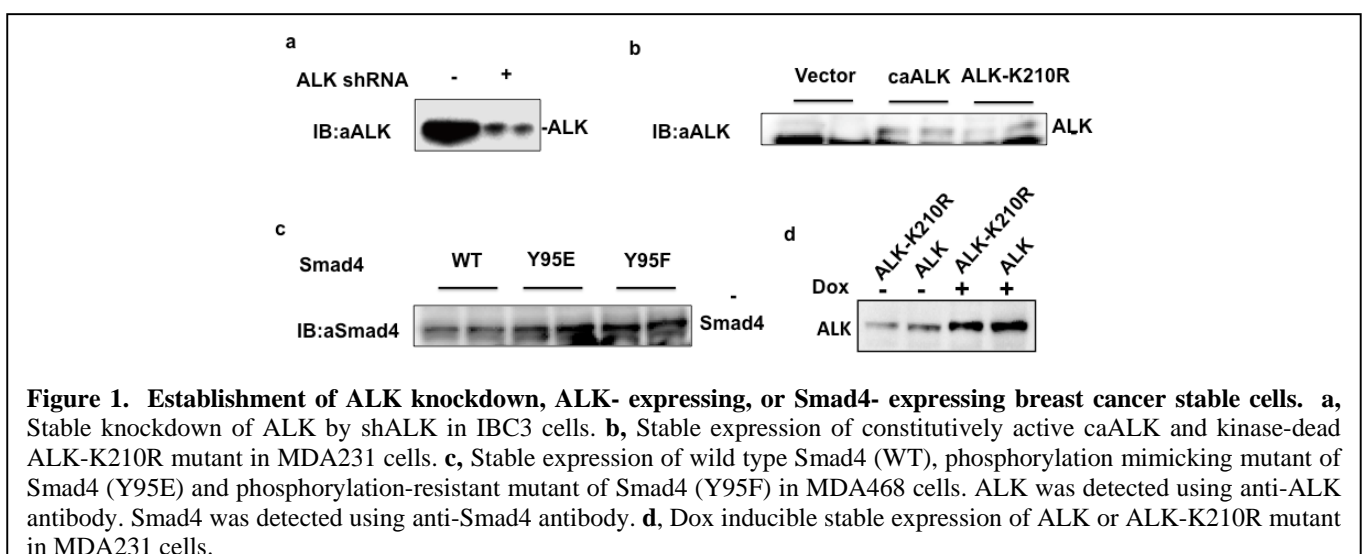 a
ALK shRNA - +
IB:aALK -ALK
b
Vector caALK ALK-K210R
IB:aALK ALK
c
Smad4 WT Y95E Y95F
-
IB:aSmad4 Smad4
d
ALK-K210R ALK ALK-K210R ALK
Dox - - + +
ALK
Figure 1. Establishment of ALK knockdown, ALK- expressing, or Smad4- expressing breast cancer stable cells. a,
Stable knockdown of ALK by shALK in IBC3 cells. b, Stable expression of constitutively active caALK and kinase-dead
ALK-K210R mutant in MDA231 cells. c, Stable expression of wild type Smad4 (WT), phosphorylation mimicking mutant of
Smad4 (Y95E) and phosphorylation-resistant mutant of Smad4 (Y95F) in MDA468 cells. ALK was detected using anti-ALK
antibody. Smad4 was detected using anti-Smad4 antibody. d, Dox inducible stable expression of ALK or ALK-K210R mutant
in MDA231 cells.